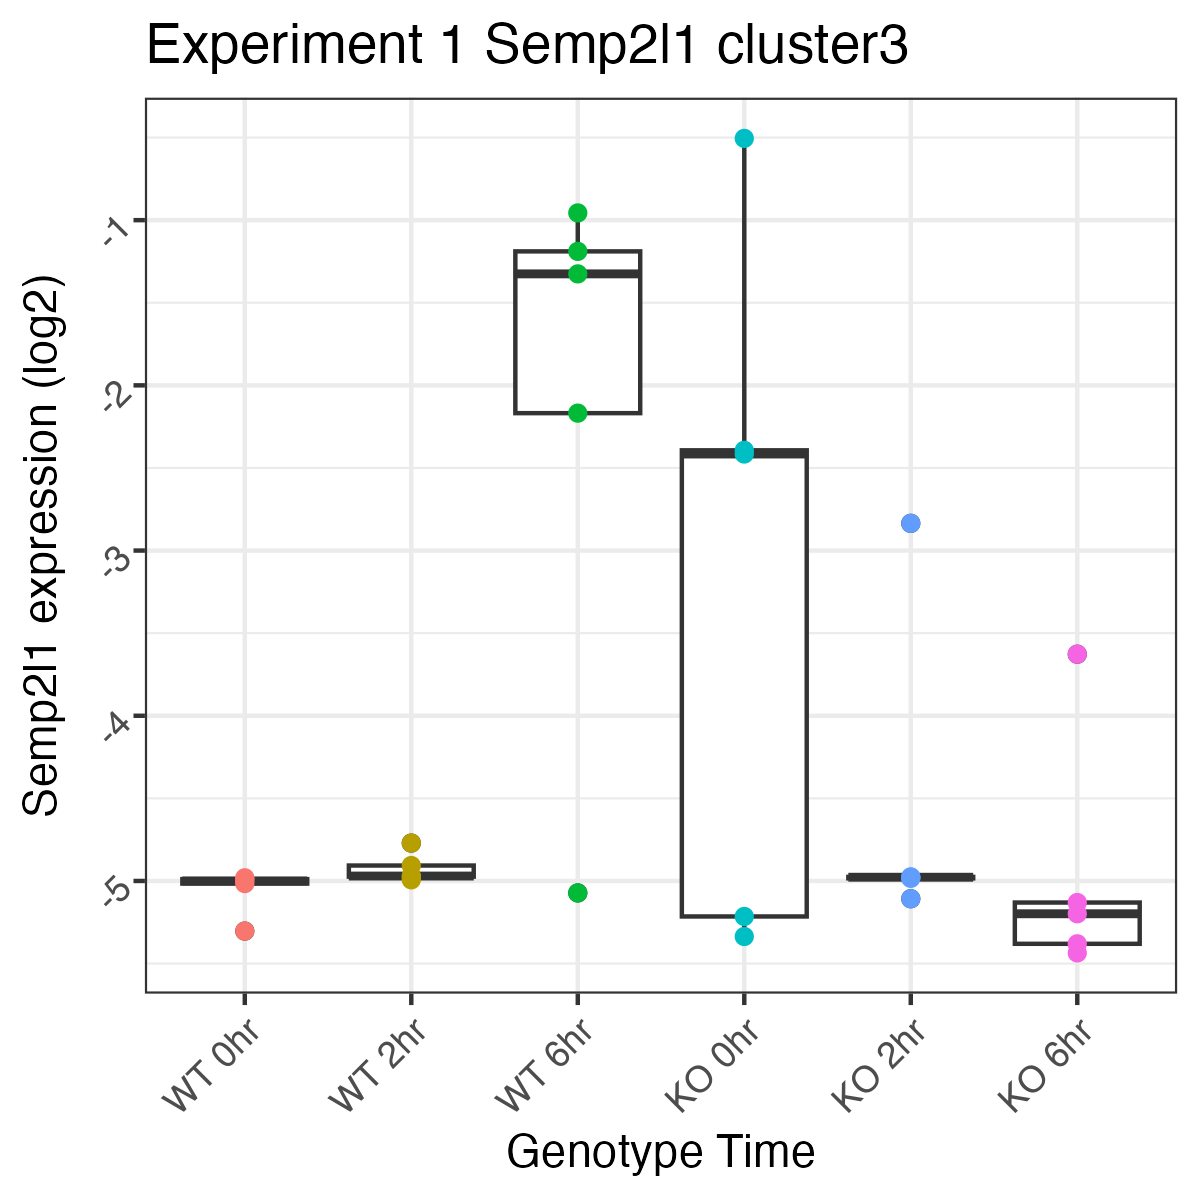 Experiment 1 Semp2l1 cluster3
Semp2l1 expression (log2)
-1
-2
-3
-4
-5
WT 0hr
WT 2hr
WT 6hr
KO 0hr
KO 2hr
KO 6hr
Genotype Time